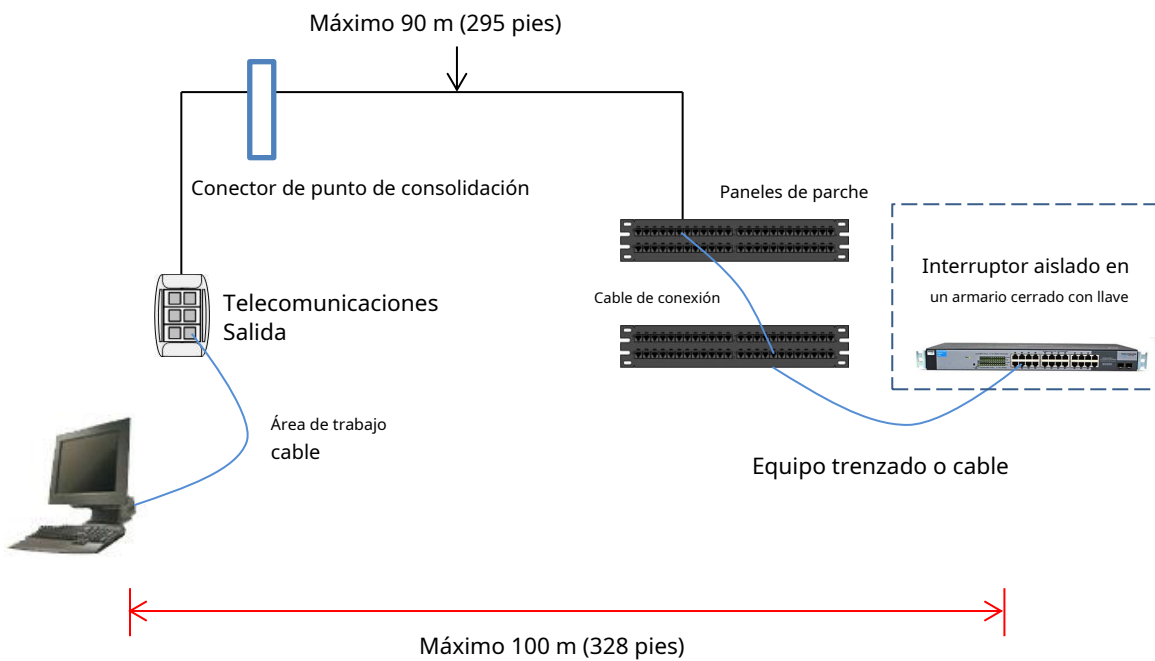 Máximo 90 m (295 pies)
Conector de punto de consolidación
Paneles de parche
Interruptor aislado en
un armario cerrado con llave
Cable de conexión
Telecomunicaciones
Salida
Área de trabajo
cable
Equipo trenzado o cable
Máximo 100 m (328 pies)